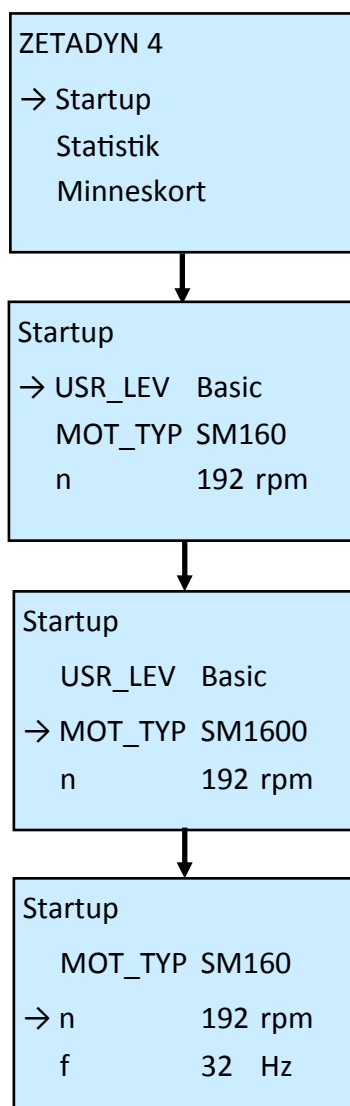 ZETADYN 4
→ Startup
Statistik
Minneskort
Startup
→ USR_LEV Basic
MOT_TYP SM160
n 192 rpm
Startup
USR_LEV Basic
→ MOT_TYP SM1600
n 192 rpm
Startup
MOT_TYP SM160
→ n 192 rpm
f 32 Hz